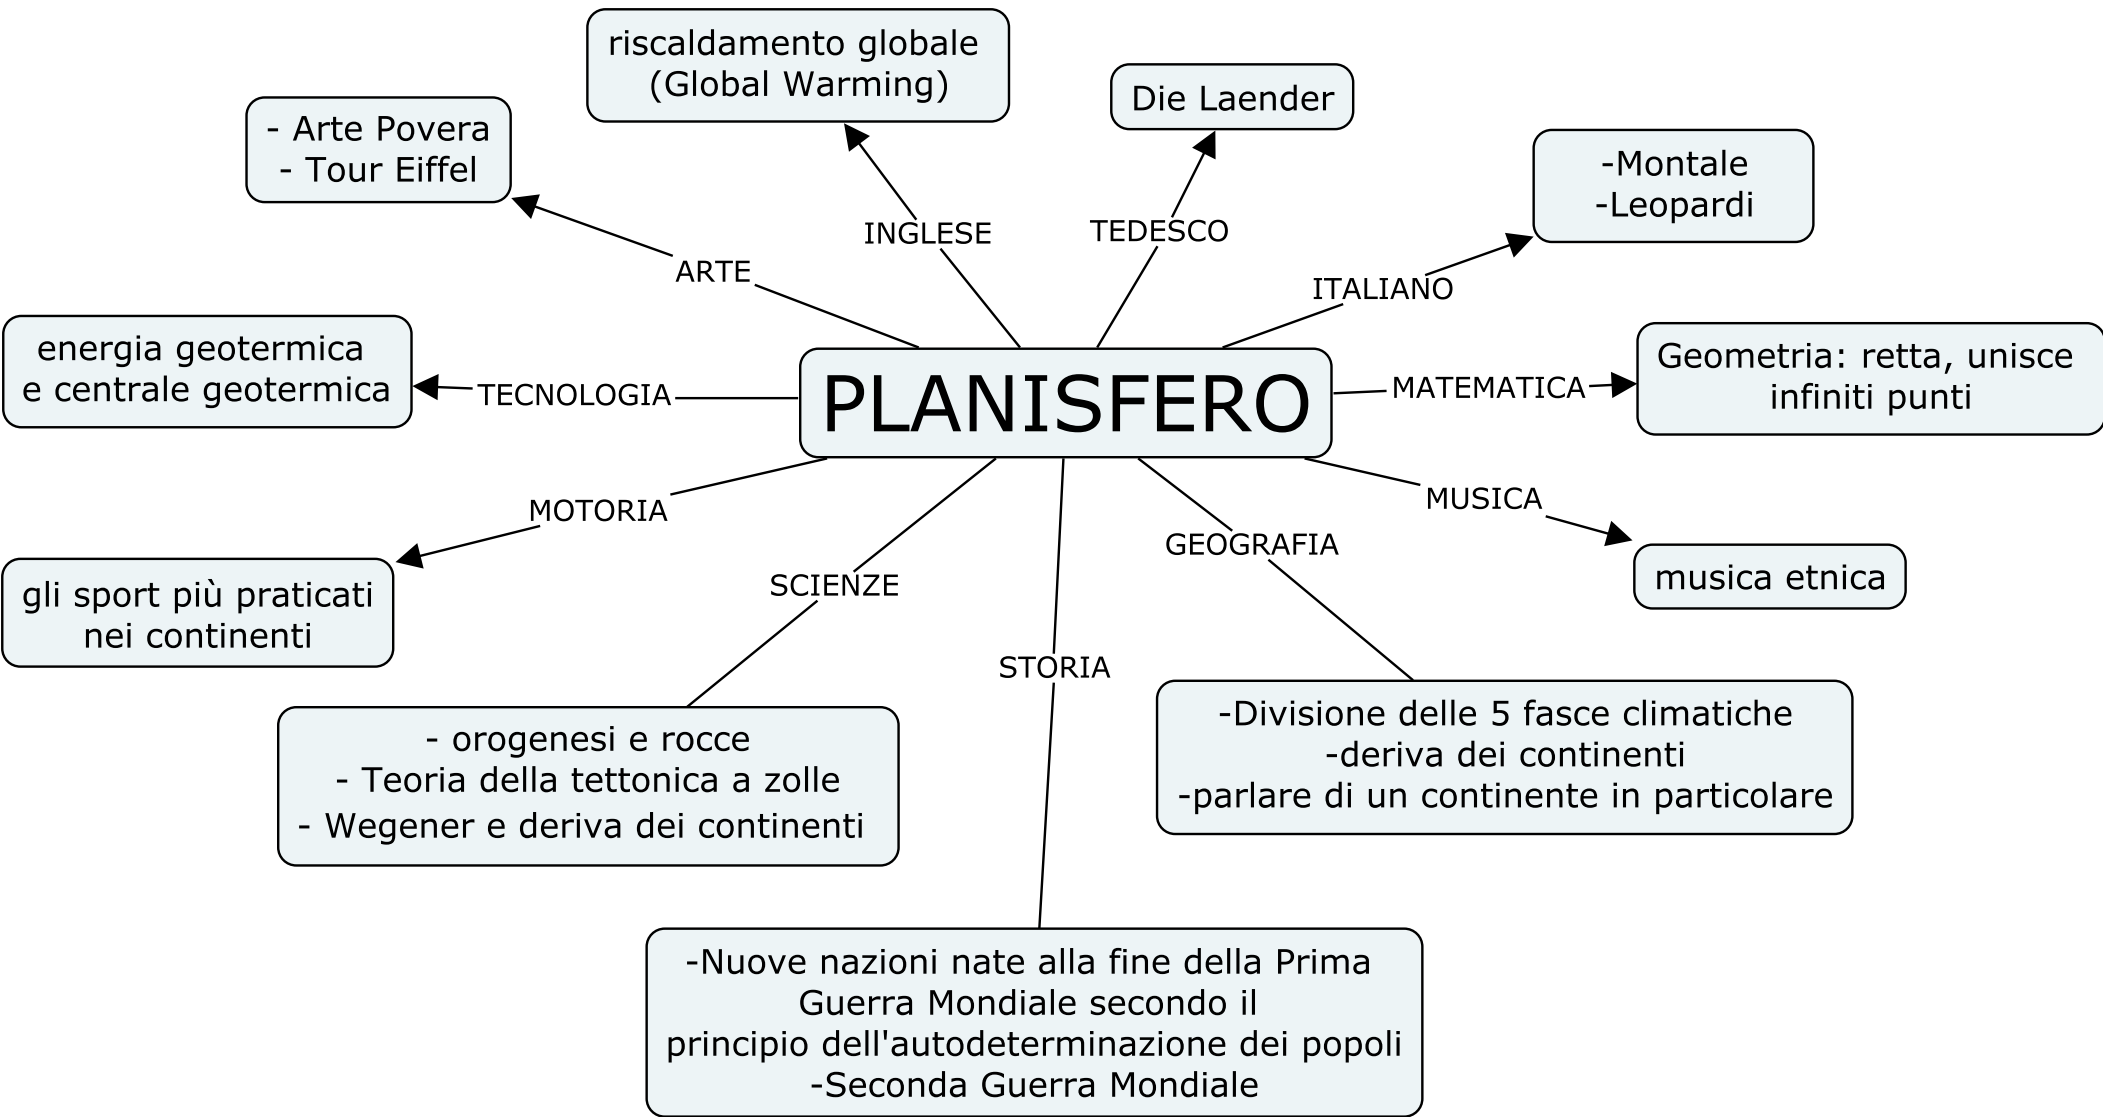 riscaldamento globale
(Global Warming)
Die Laender
- Arte Povera
- Tour Eiffel
-Montale
-Leopardi
INGLESE
TEDESCO
ARTE
ITALIANO
energia geotermica
e centrale geotermica
TECNOLOGIA
PLANISFERO
MATEMATICA
Geometria: retta, unisce
infiniti punti
MOTORIA
MUSICA
GEOGRAFIA
gli sport più praticati
nei continenti
SCIENZE
musica etnica
STORIA
- orogenesi e rocce
- Teoria della tettonica a zolle
- Wegener e deriva dei continenti
-Divisione delle 5 fasce climatiche
-deriva dei continenti
-parlare di un continente in particolare
-Nuove nazioni nate alla fine della Prima
Guerra Mondiale secondo il
principio dell'autodeterminazione dei popoli
-Seconda Guerra Mondiale